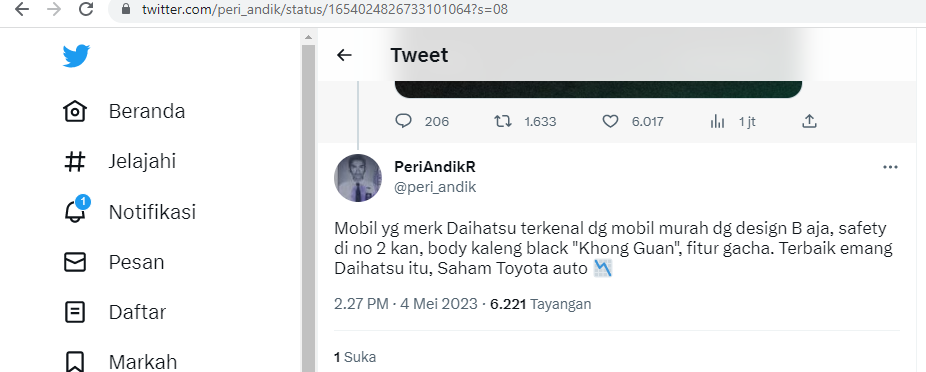 twitter.com/peri_andik/status/1654024826733101064?s=08
Tweet
Beranda
Jelajahi
1
Notifikasi
Pesan
Daftar
Markah
206 1.633 6.017 1 jt
PeriAndikR
@peri_andik
Mobil yg merk Daihatsu terkenal dg mobil murah dg design B aja, safety
di no 2 kan, body kaleng black "Khong Guan", fitur gacha. Terbaik emang
Daihatsu itu, Saham Toyota auto 📉
2.27 PM · 4 Mei 2023 · 6.221 Tayangan
1 Suka